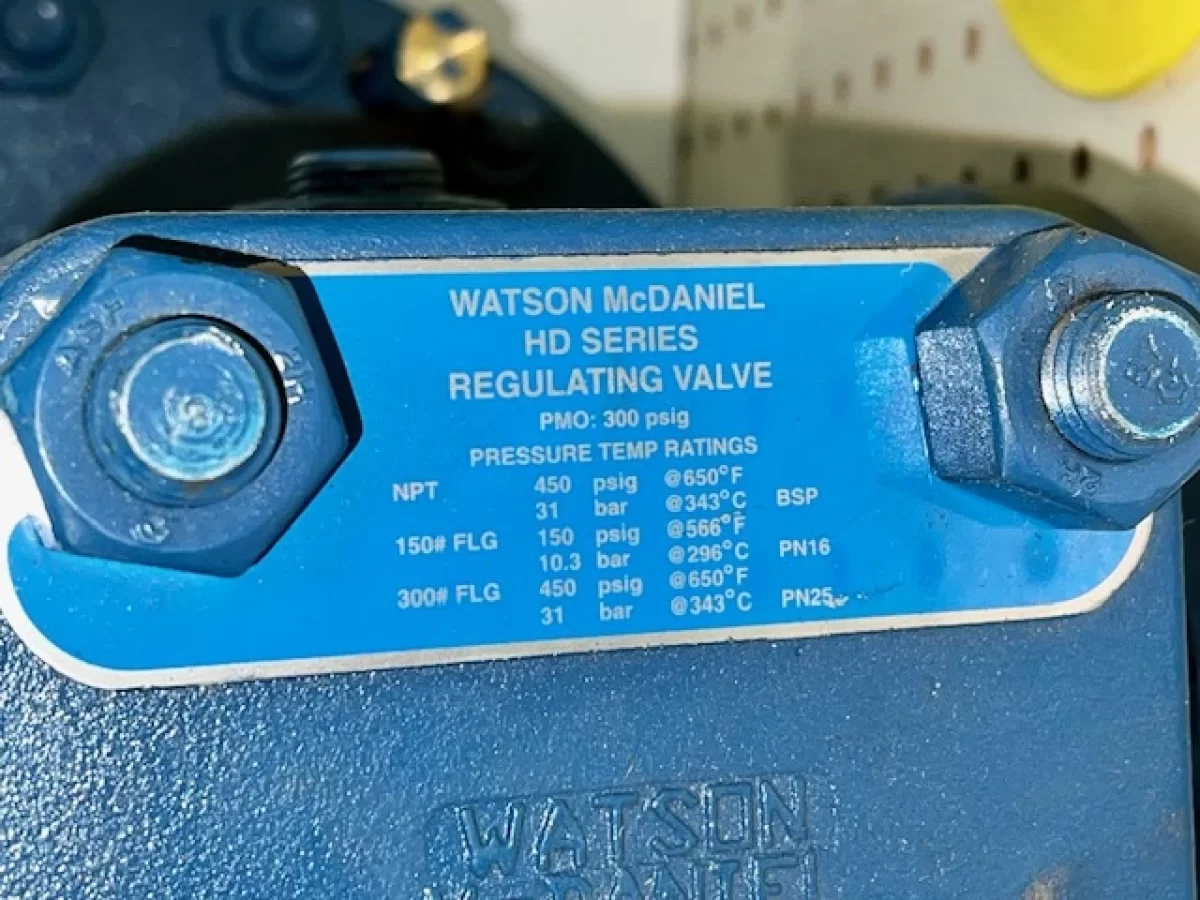 WATSON McDANIEL
HD SERIES
REGULATING VALVE
PMO: 300 psig
PRESSURE TEMP RATINGS
NPT 450 psig @650°F
31 bar @343°C BSP
150# FLG 150 psig @566°F
10.3 bar @296°C PN16
300# FLG 450 psig @650°F
31 bar @343°C PN25
WATSON
DANIEL